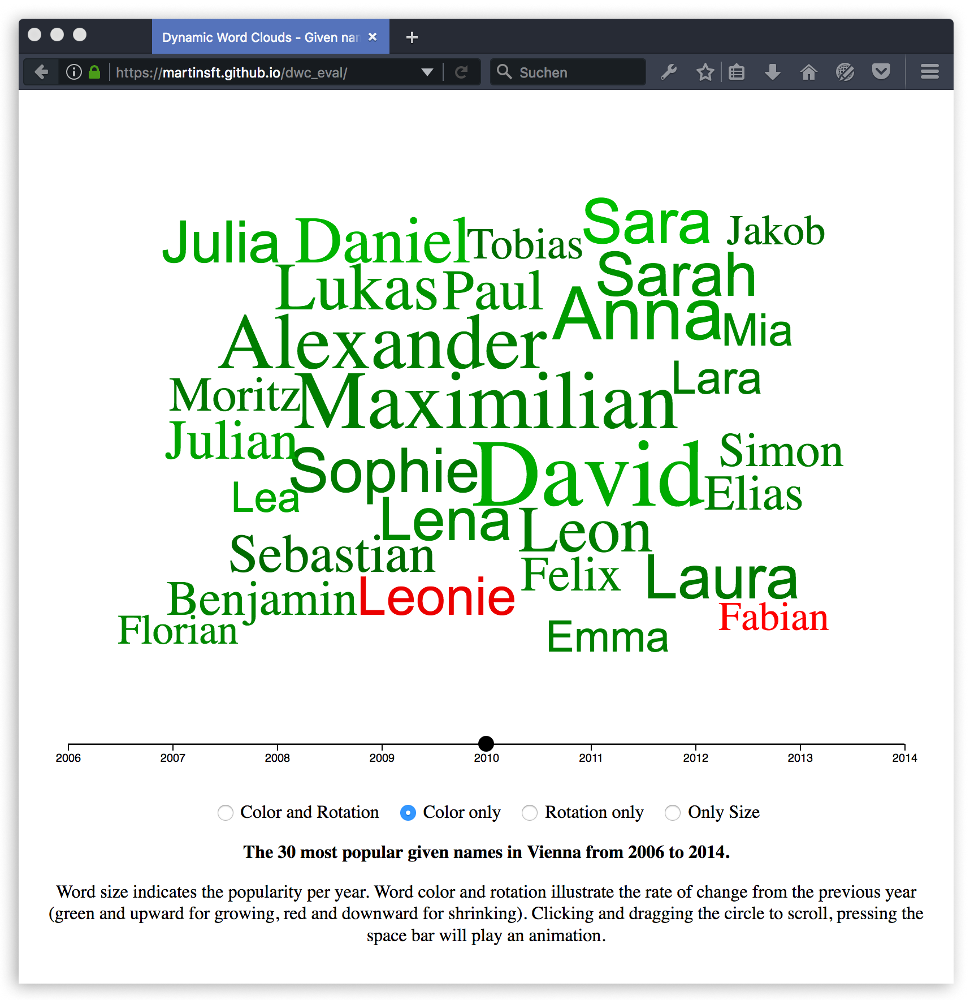 Dynamic Word Clouds - Given nar
https://martinsft.github.io/dwc_eval/
Suchen
Sara
Julia Daniel Tobias Jakob
Lukas Paul Sarah
Anna Mia
Alexander
Lara
Moritz Maximilian
Julian Simon
Sophie David
Lea Elias
Lena Leon
Sebastian
Felix Laura
Benjamin Leonie
Fabian
Florian Emma
2006 2007 2008 2009 2010 2011 2012 2013 2014
Color and Rotation Color only Rotation only Only Size
The 30 most popular given names in Vienna from 2006 to 2014.
Word size indicates the popularity per year. Word color and rotation illustrate the rate of change from the previous year
(green and upward for growing, red and downward for shrinking). Clicking and dragging the circle to scroll, pressing the
space bar will play an animation.